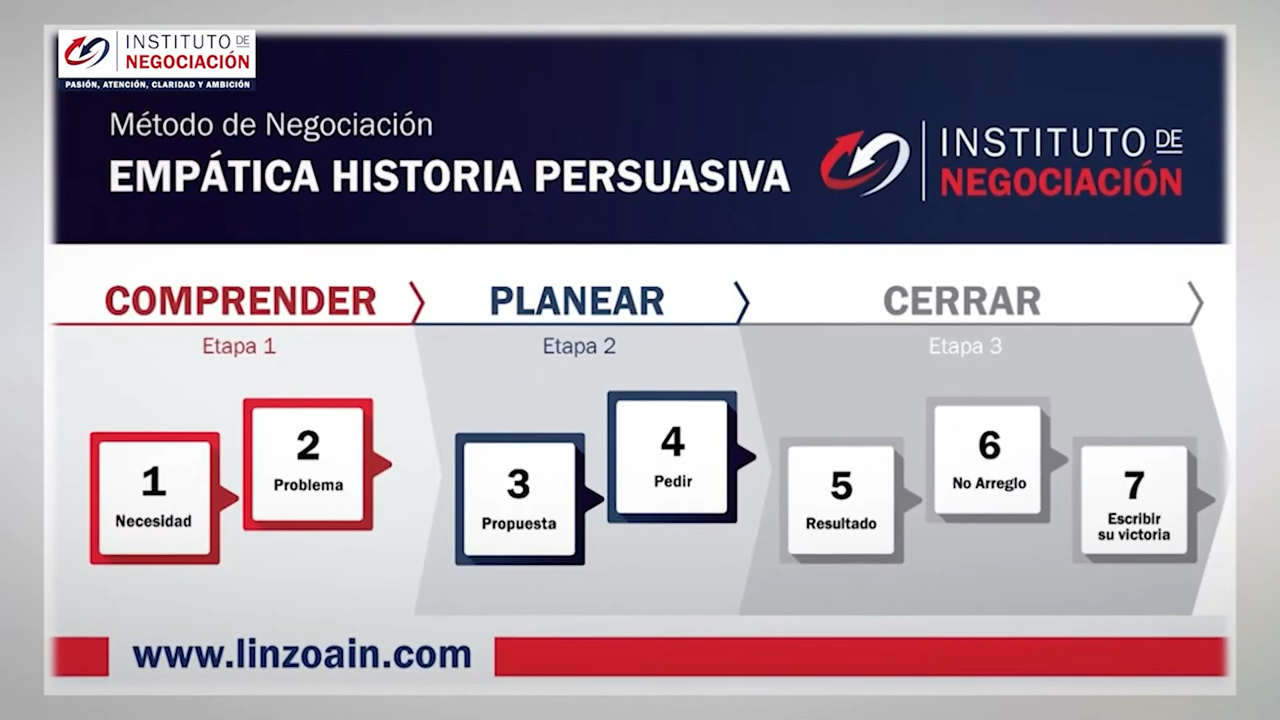 INSTITUTO DE
NEGOCIACIÓN
PASIÓN, ATENCIÓN, CLARIDAD Y AMBICIÓN
Método de Negociación
EMPÁTICA HISTORIA PERSUASIVA
INSTITUTO DE
NEGOCIACIÓN
COMPRENDER
PLANEAR
CERRAR
Etapa 1
Etapa 2
Etapa 3
1
Necesidad
2
Problema
3
Propuesta
4
Pedir
5
Resultado
6
No Arreglo
7
Escribir
su victoria
www.linzoain.com